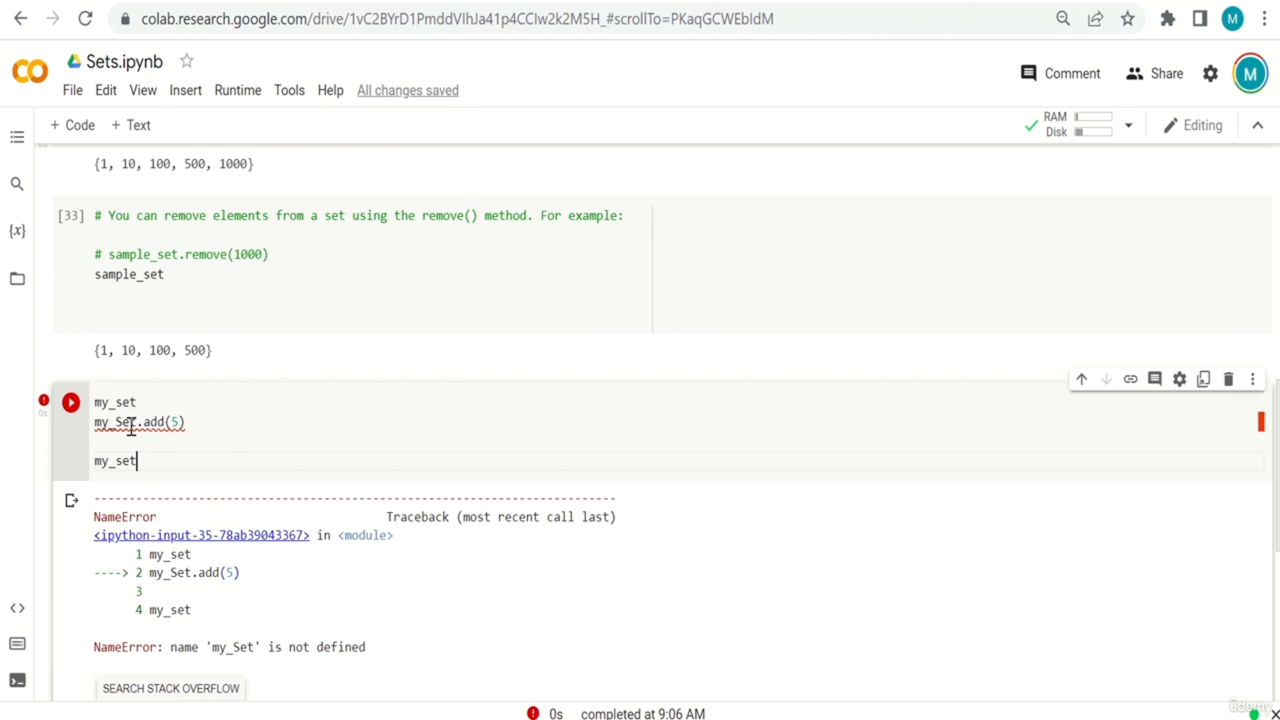 colab.research.google.com/drive/1vC2BYrD1PmddVIhJa41p4CCIw2k2M5H_#scrollTo=PKaqGCWEbIdM
M
Sets.ipynb
Comment
Share
M
File Edit View Insert Runtime Tools Help All changes saved
+ Code + Text
RAM
Disk
Editing
{1, 10, 100, 500, 1000}
[33] # You can remove elements from a set using the remove() method. For example:
# sample_set.remove(1000)
sample_set
{1, 10, 100, 500}
my_set
0s
my_Set.add(5)
my_set
NameError Traceback (most recent call last)
<ipython-input-35-78ab39043367> in <module>
1 my_set
----> 2 my_Set.add(5)
3
4 my_set
NameError: name 'my_Set' is not defined
SEARCH STACK OVERFLOW
0s completed at 9:06 AM
Udemy